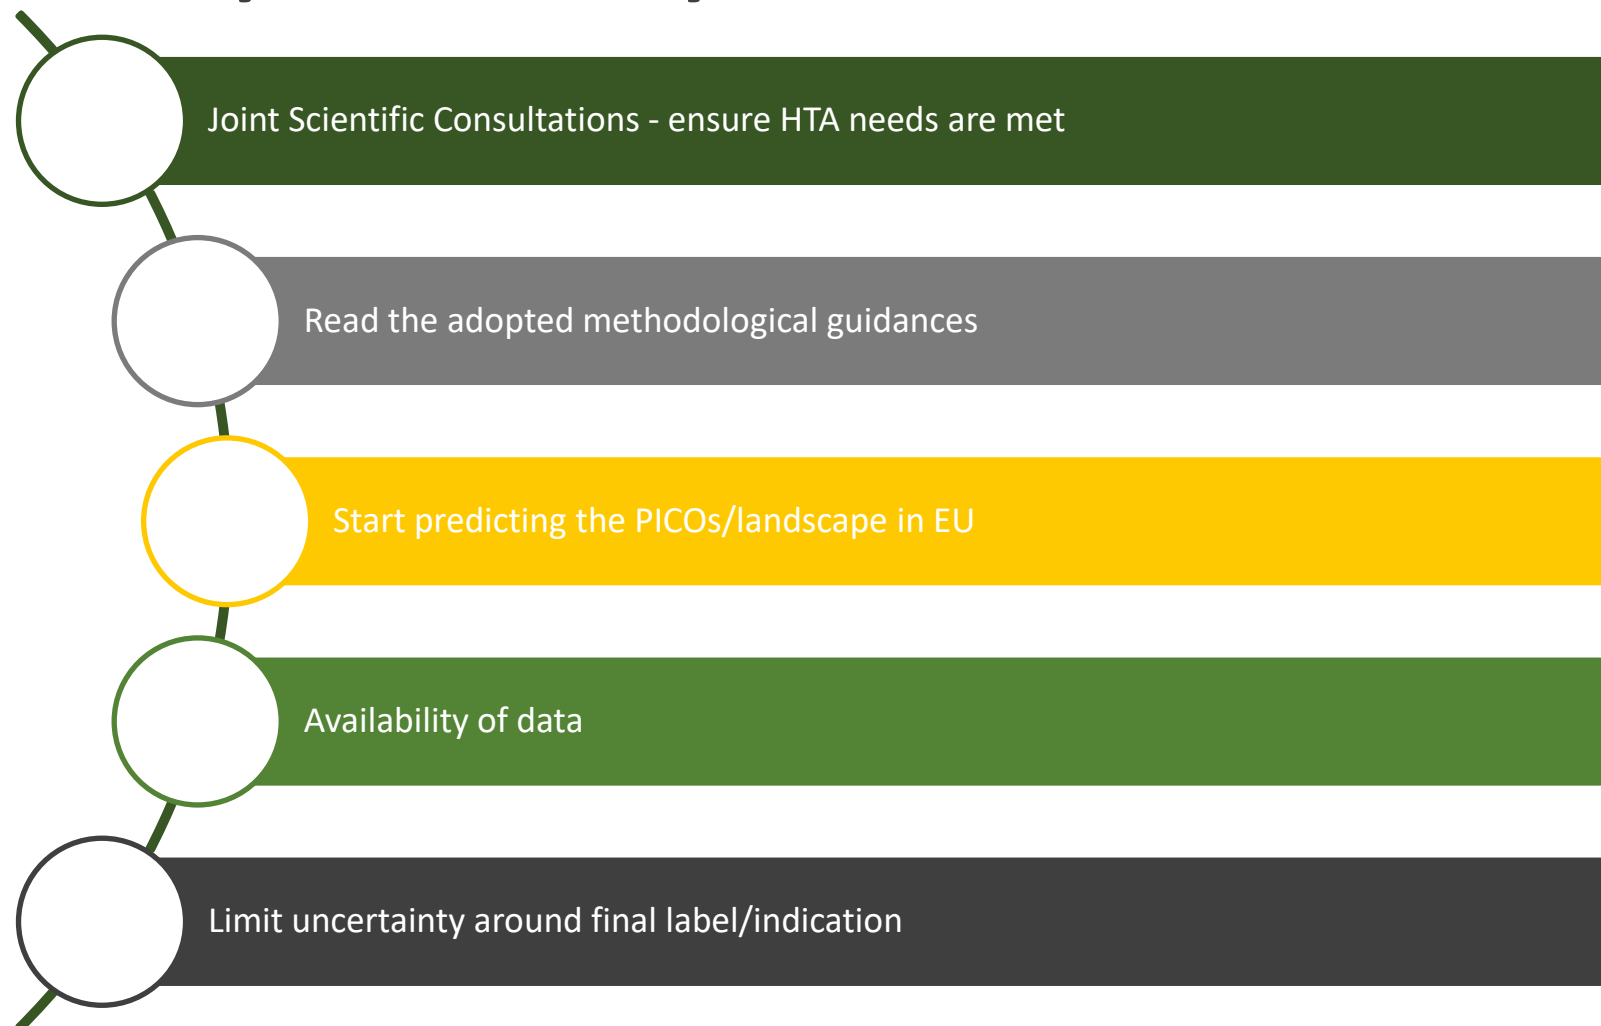 Joint Scientific Consultations - ensure HTA needs are met
Read the adopted methodological guidances
Start predicting the PICOs/landscape in EU
Availability of data
Limit uncertainty around final label/indication